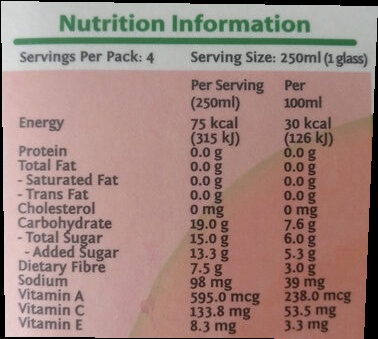 Nutrition Information
Servings Per Pack: 4 Serving Size: 250ml (1 glass)
Per Serving Per
(250ml) 100ml
Energy 75 kcal 30 kcal
(315 kJ) (126 kJ)
Protein 0.0 g 0.0 g
Total Fat 0.0 g 0.0 g
- Saturated Fat 0.0 g 0.0 g
- Trans Fat 0.0 g 0.0 g
Cholesterol 0 mg 0 mg
Carbohydrate 19.0 g 7.6 g
- Total Sugar 15.0 g 6.0 g
- Added Sugar 13.3 g 5.3 g
Dietary Fibre 7.5 g 3.0 g
Sodium 98 mg 39 mg
Vitamin A 595.0 mcg 238.0 mcg
Vitamin C 133.8 mg 53.5 mg
Vitamin E 8.3 mg 3.3 mg